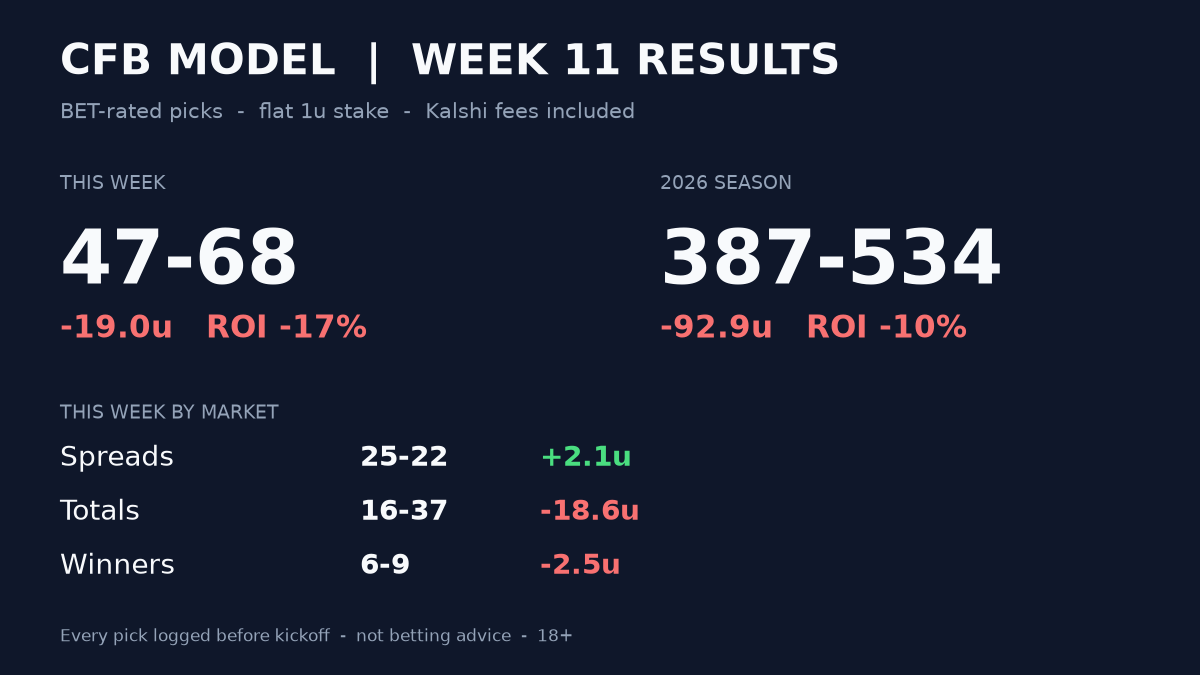 CFB MODEL | WEEK 11 RESULTS
BET-rated picks - flat 1u stake - Kalshi fees included
THIS WEEK
47-68
-19.0u ROI -17%
2026 SEASON
387-534
-92.9u ROI -10%
THIS WEEK BY MARKET
Spreads 25-22 +2.1u
Totals 16-37 -18.6u
Winners 6-9 -2.5u
Every pick logged before kickoff - not betting advice - 18+